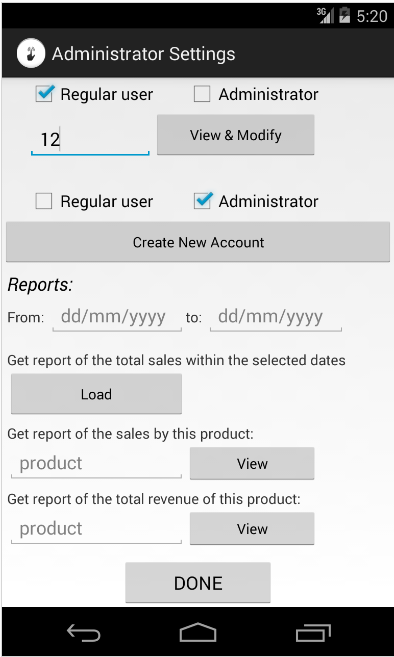 3G 5:20
Administrator Settings
Regular user Administrator
12 View & Modify
Regular user Administrator
Create New Account
Reports:
From: dd/mm/yyyy to: dd/mm/yyyy
Get report of the total sales within the selected dates
Load
Get report of the sales by this product:
product View
Get report of the total revenue of this product:
product View
DONE